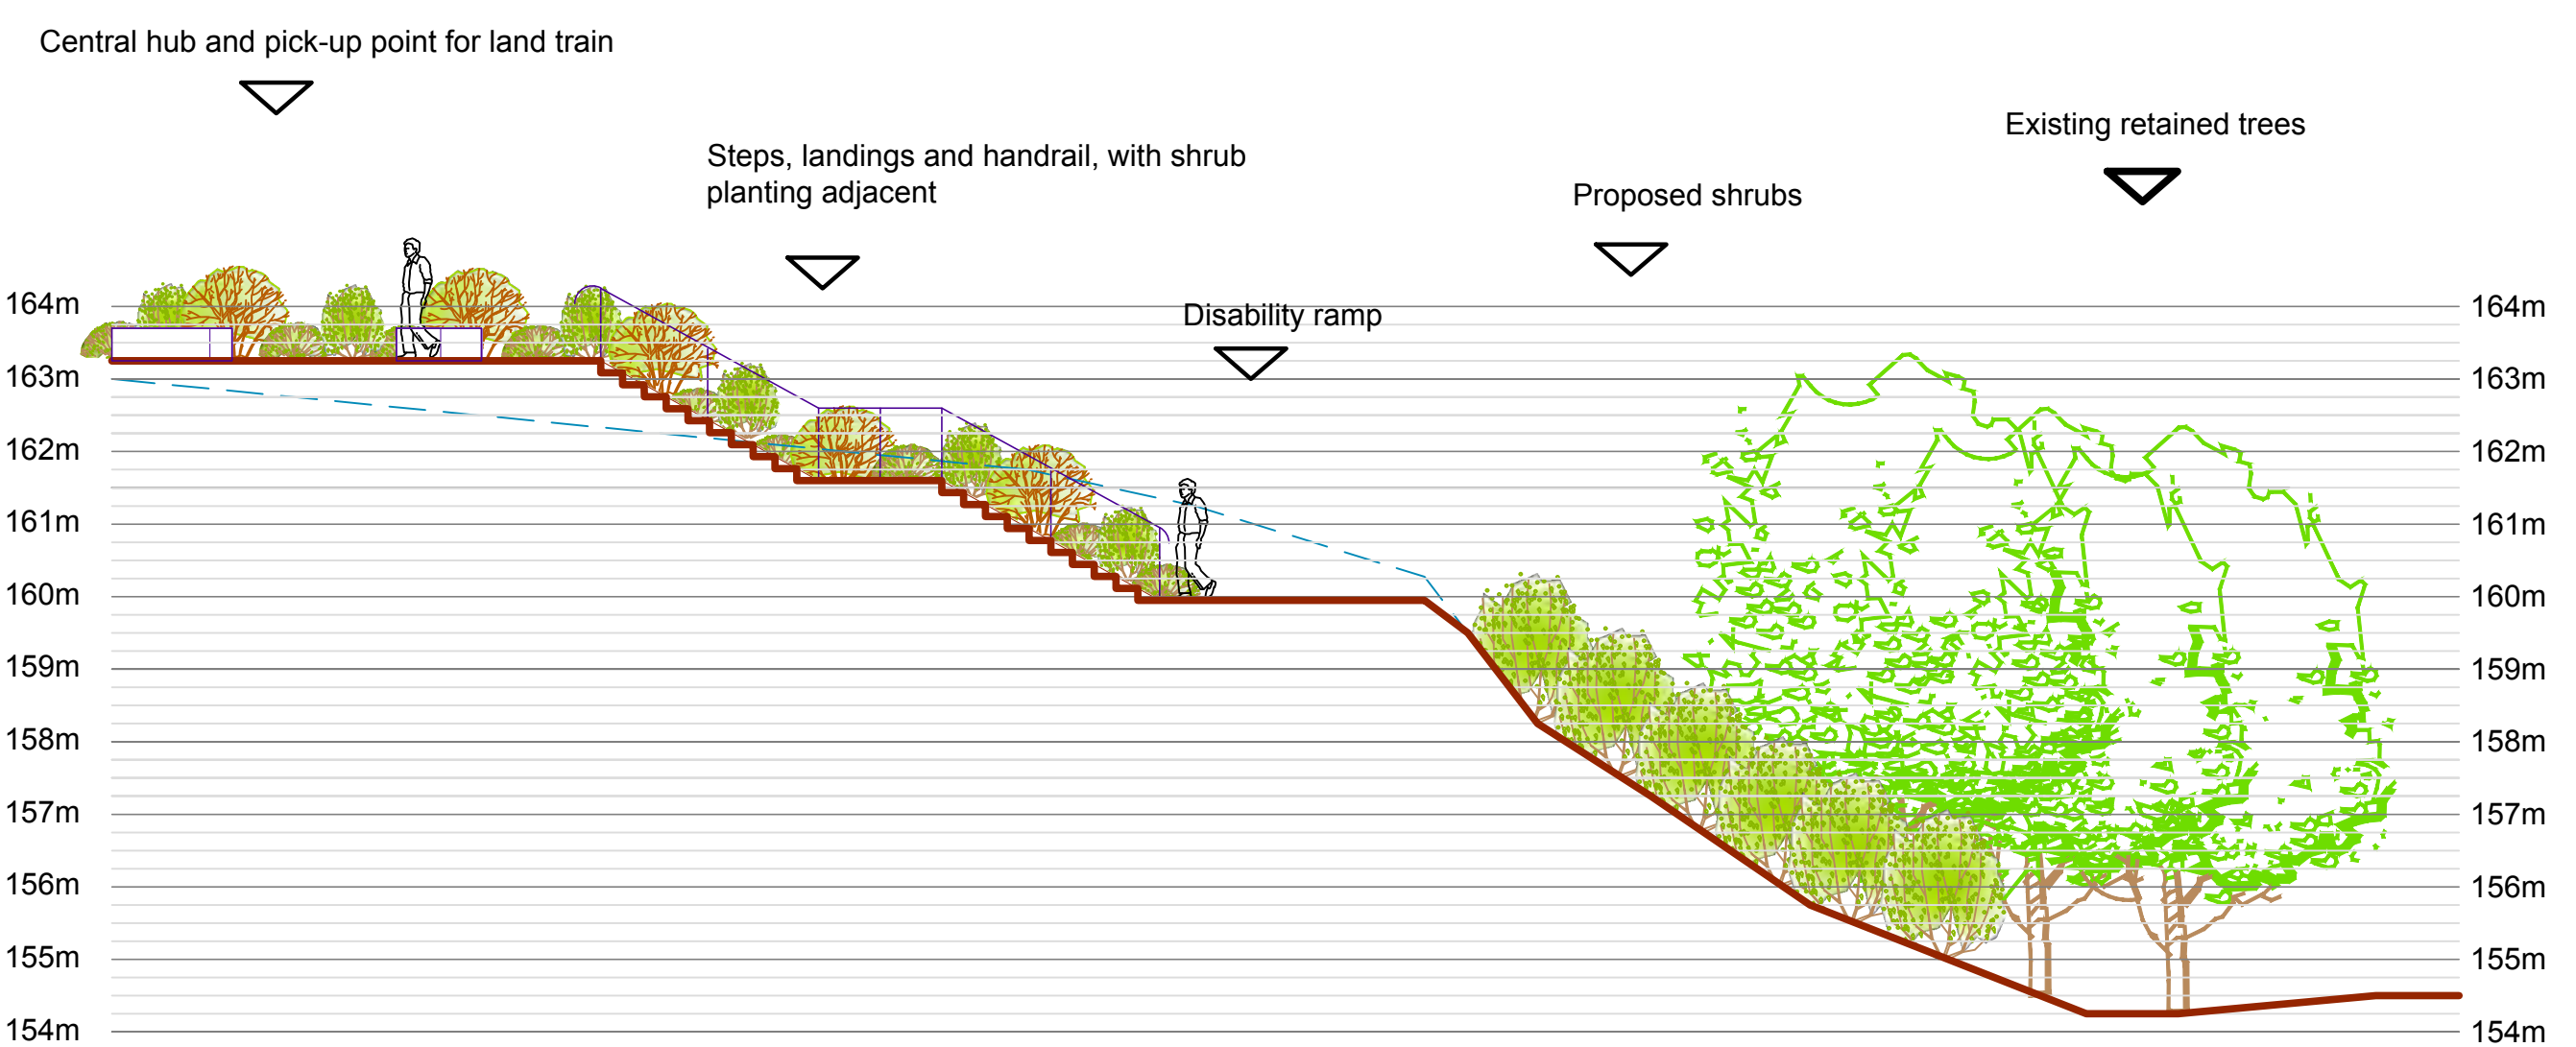 Central hub and pick-up point for land train
Existing retained trees
Steps, landings and handrail, with shrub
planting adjacent
Proposed shrubs
Disability ramp
164m 164m
163m 163m
162m 162m
161m 161m
160m 160m
159m 159m
158m 158m
157m 157m
156m 156m
155m 155m
154m 154m